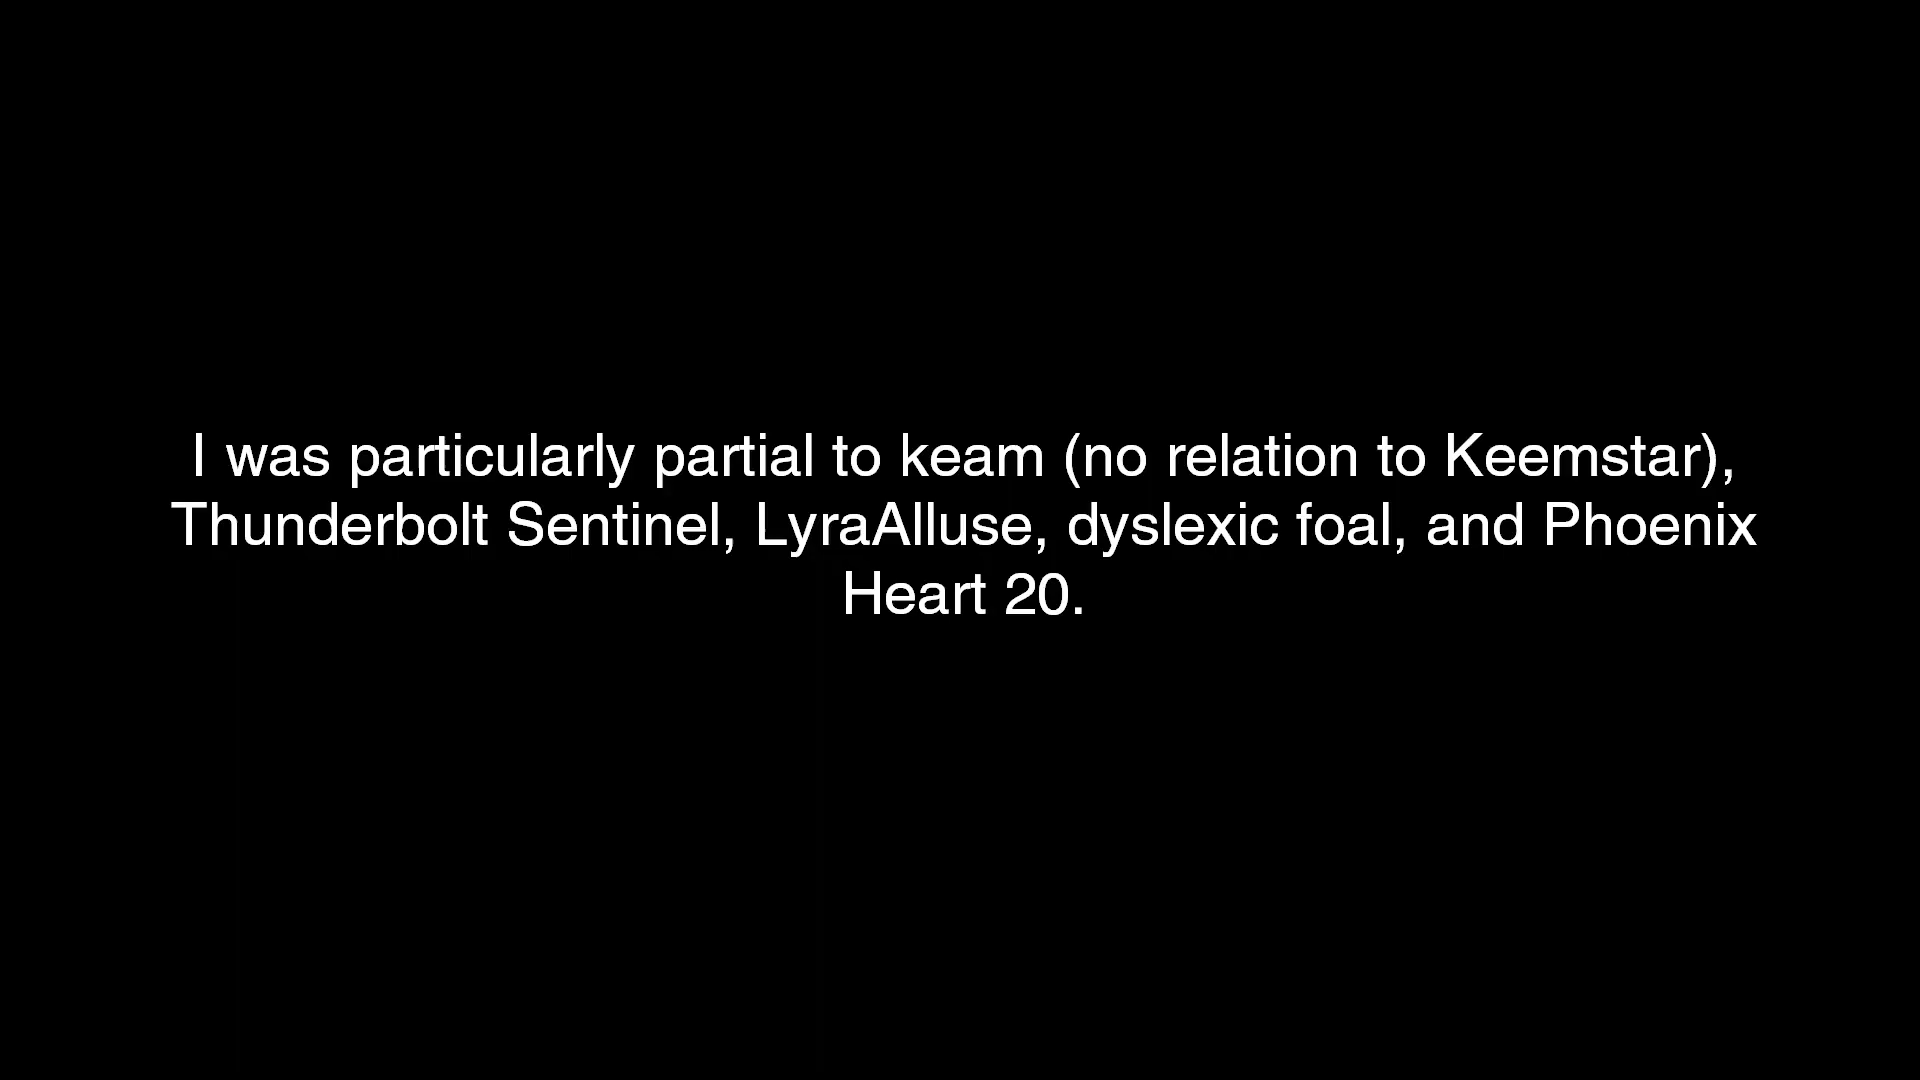 I was particularly partial to keam (no relation to Keemstar),
Thunderbolt Sentinel, LyraAlluse, dyslexic foal, and Phoenix
Heart 20.